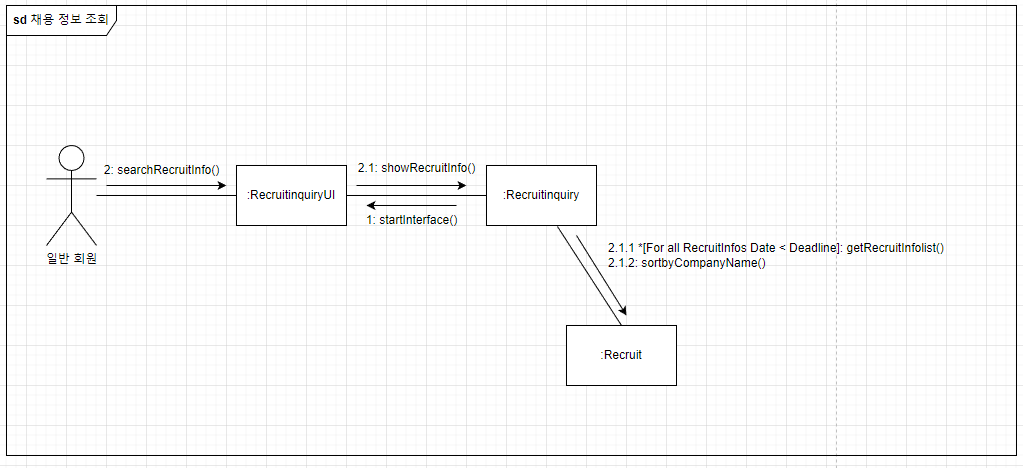 sd 채용 정보 조회
2: searchRecruitInfo()
2.1: showRecruitInfo()
:RecruitinquiryUI
:Recruitinquiry
1: startInterface()
일반 회원
2.1.1 *[For all RecruitInfos Date < Deadline]: getRecruitInfolist()
2.1.2: sortbyCompanyName()
:Recruit